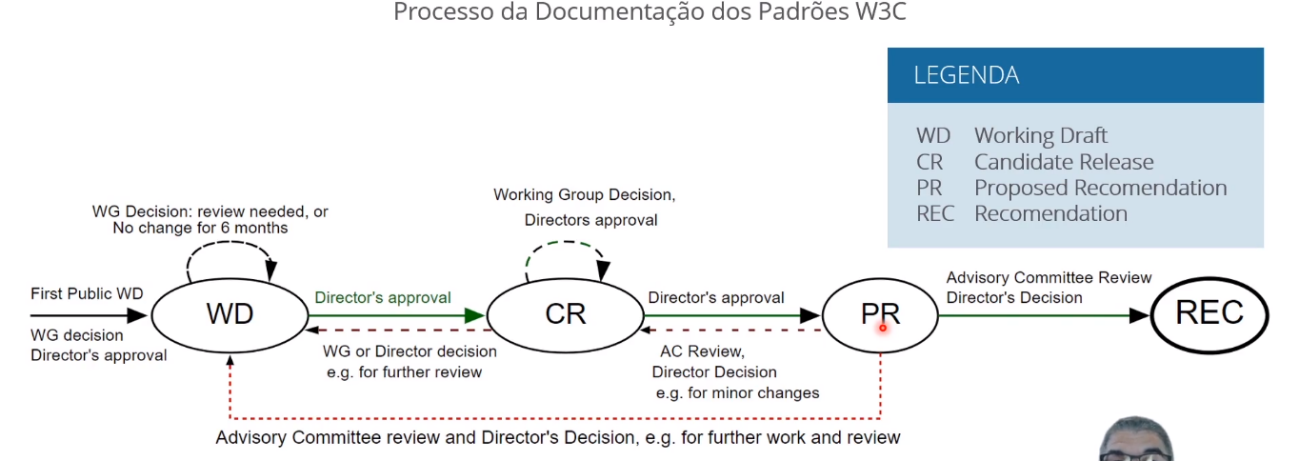 Processo da Documentação dos Padrões W3C
LEGENDA
WD Working Draft
CR Candidate Release
PR Proposed Recomendation
REC Recomendation
WG Decision: review needed, or
No change for 6 months
Working Group Decision,
Directors approval
First Public WD
WG decision
Director's approval
WD
Director's approval
WG or Director decision
e.g. for further review
CR
Director's approval
AC Review,
Director Decision
e.g. for minor changes
PR
Advisory Committee Review
Director's Decision
REC
Advisory Committee review and Director's Decision, e.g. for further work and review